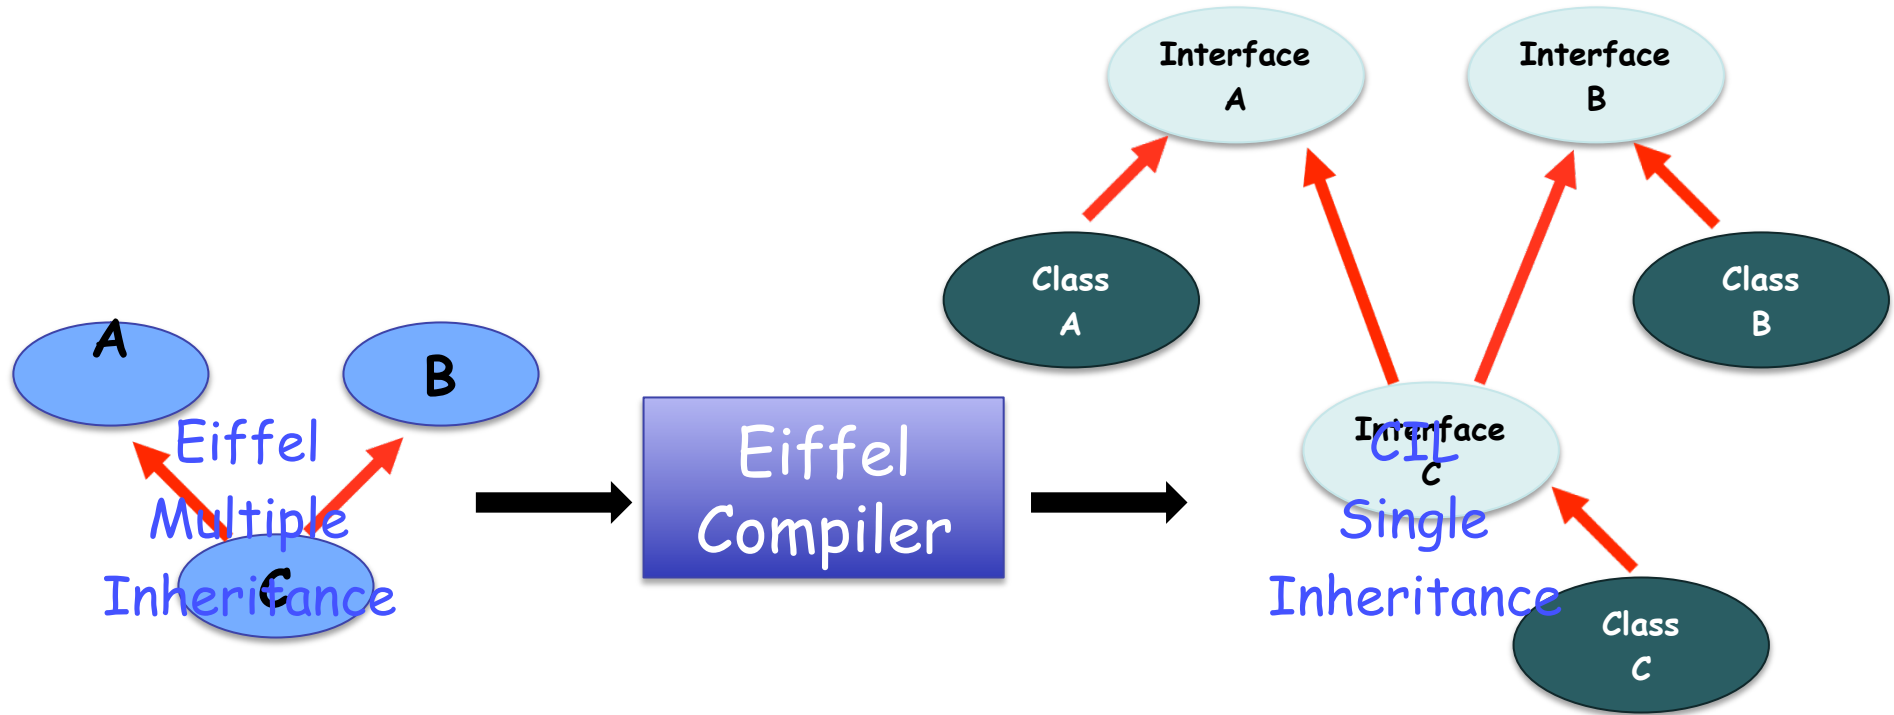 A
B
C
Eiffel
Multiple
Inheritance
Eiffel
Compiler
Interface
A
Interface
B
Class
A
Class
B
Interface
C
Class
C
CIL
Single
Inheritance